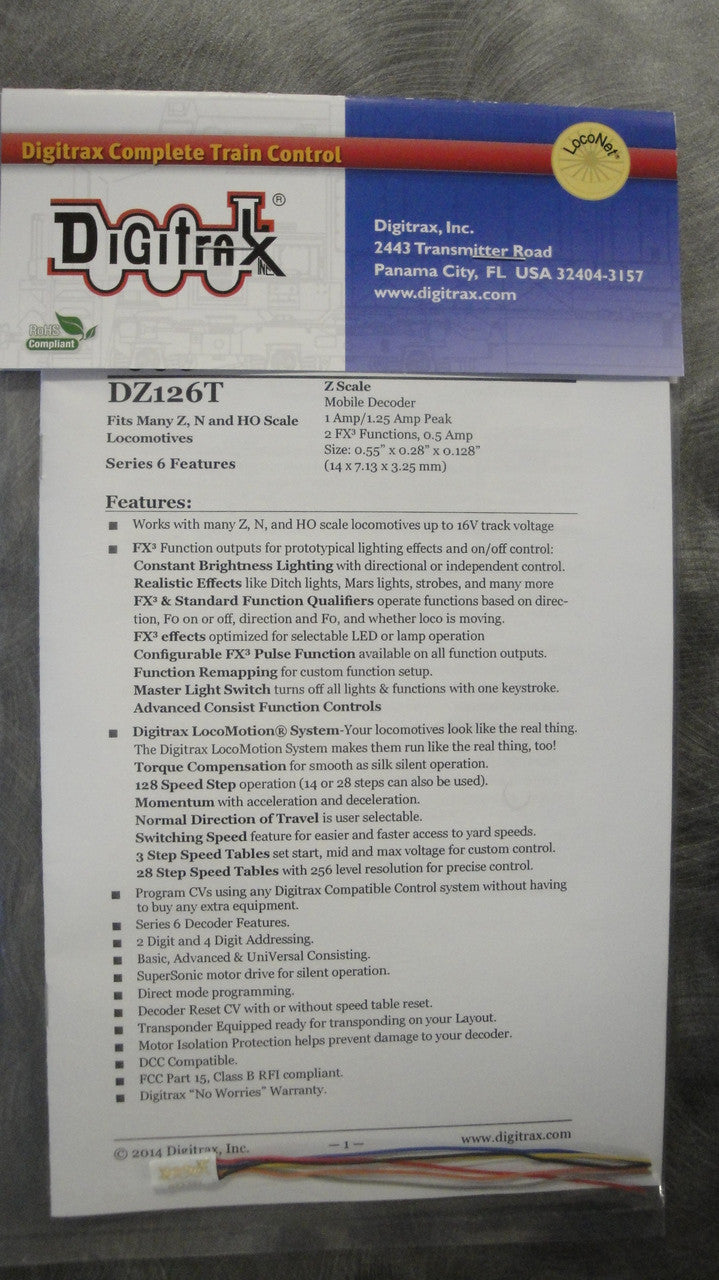 Digitrax Complete Train Control
LocoNet®
DIGITRAX ®
INC.
RoHS
Compliant
Digitrax, Inc.
2443 Transmitter Road
Panama City, FL USA 32404-3157
www.digitrax.com
DZ126T
Fits Many Z, N and HO Scale
Locomotives
Series 6 Features
Z Scale
Mobile Decoder
1 Amp/1.25 Amp Peak
2 FX³ Functions, 0.5 Amp
Size: 0.55" x 0.28" x 0.128"
(14 x 7.13 x 3.25 mm)
Features:
Works with many Z, N, and HO scale locomotives up to 16V track voltage
FX³ Function outputs for prototypical lighting effects and on/off control:
Constant Brightness Lighting with directional or independent control.
Realistic Effects like Ditch lights, Mars lights, strobes, and many more
FX³ & Standard Function Qualifiers operate functions based on direc-
tion, F0 on or off, direction and F0, and whether loco is moving.
FX³ effects optimized for selectable LED or lamp operation
Configurable FX³ Pulse Function available on all function outputs.
Function Remapping for custom function setup.
Master Light Switch turns off all lights & functions with one keystroke.
Advanced Consist Function Controls
Digitrax LocoMotion® System-Your locomotives look like the real thing.
The Digitrax LocoMotion System makes them run like the real thing, too!
Torque Compensation for smooth as silk silent operation.
128 Speed Step operation (14 or 28 steps can also be used).
Momentum with acceleration and deceleration.
Normal Direction of Travel is user selectable.
Switching Speed feature for easier and faster access to yard speeds.
3 Step Speed Tables set start, mid and max voltage for custom control.
28 Step Speed Tables with 256 level resolution for precise control.
Program CVs using any Digitrax Compatible Control system without having
to buy any extra equipment.
Series 6 Decoder Features.
2 Digit and 4 Digit Addressing.
Basic, Advanced & UniVersal Consisting.
SuperSonic motor drive for silent operation.
Direct mode programming.
Decoder Reset CV with or without speed table reset.
Transponder Equipped ready for transponding on your Layout.
Motor Isolation Protection helps prevent damage to your decoder.
DCC Compatible.
FCC Part 15, Class B RFI compliant.
Digitrax "No Worries" Warranty.
© 2014 Digitrax, Inc.
— 1 —
www.digitrax.com